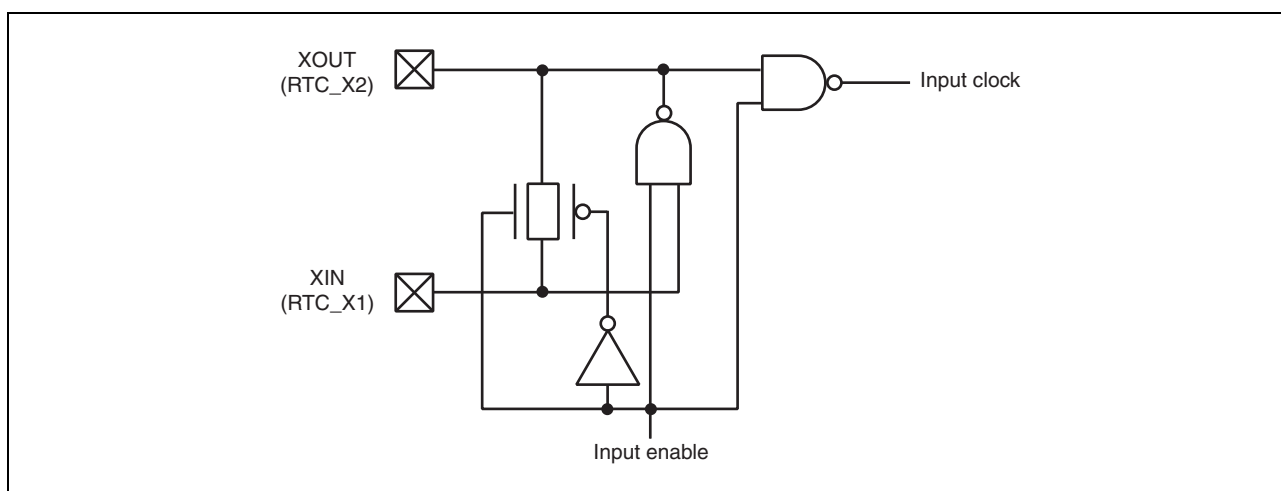 XOUT
(RTC_X2)
Input clock
XIN
(RTC_X1)
Input enable